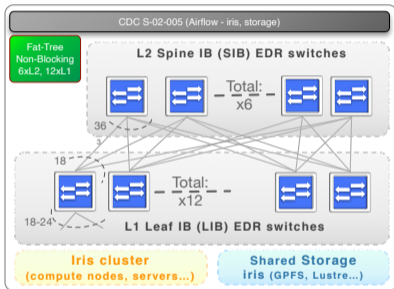 CDC S-02-005 (Airflow - iris, storage)
Fat-Tree
Non-Blocking
6xL2, 12xL1
L2 Spine IB (SIB) EDR switches
Total:
x6
36
3
18
Total:
x12
18-24
L1 Leaf IB (LIB) EDR switches
Iris cluster
(compute nodes, servers...)
Shared Storage
iris (GPFS, Lustre...)